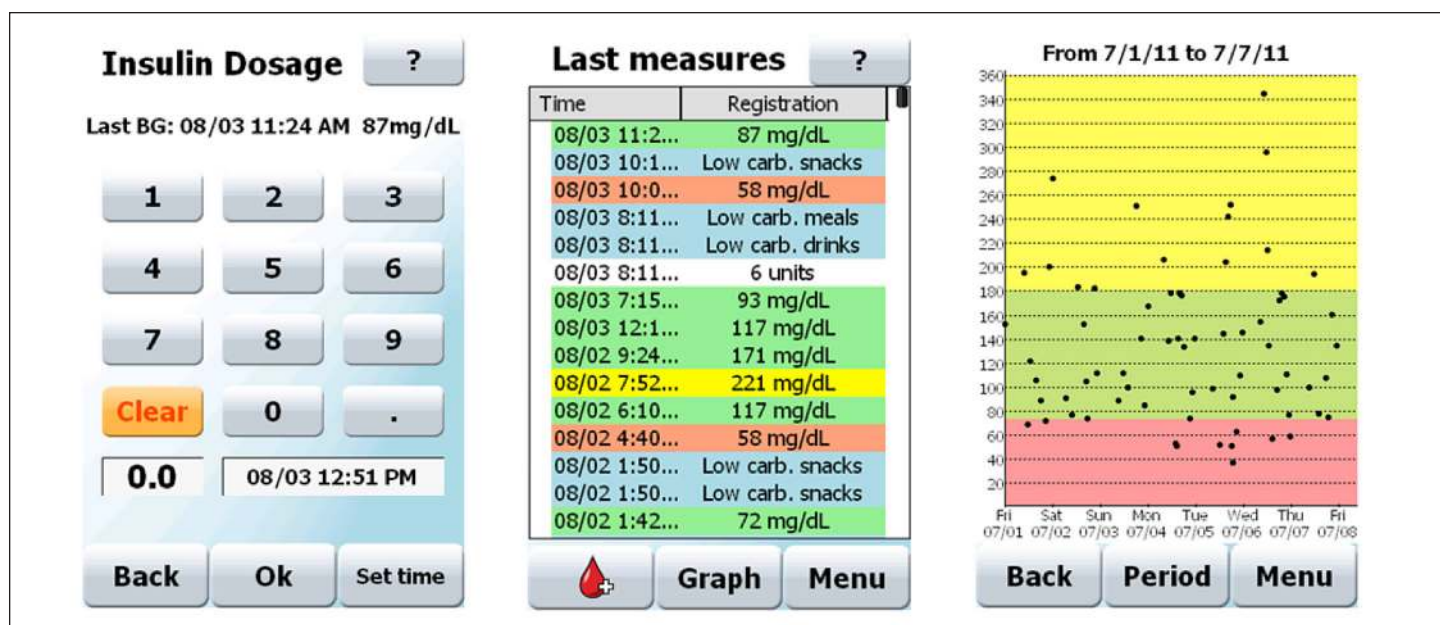 Insulin Dosage ?
Last BG: 08/03 11:24 AM 87mg/dL
1 2 3
4 5 6
7 8 9
Clear 0 .
0.0 08/03 12:51 PM
Back Ok Set time
Last measures ?
Time Registration
08/03 11:2... 87 mg/dL
08/03 10:1... Low carb. snacks
08/03 10:0... 58 mg/dL
08/03 8:11... Low carb. meals
08/03 8:11... Low carb. drinks
08/03 8:11... 6 units
08/03 7:15... 93 mg/dL
08/03 12:1... 117 mg/dL
08/02 9:24... 171 mg/dL
08/02 7:52... 221 mg/dL
08/02 6:10... 117 mg/dL
08/02 4:40... 58 mg/dL
08/02 1:50... Low carb. snacks
08/02 1:50... Low carb. snacks
08/02 1:42... 72 mg/dL
Graph Menu
From 7/1/11 to 7/7/11
360
340
320
300
280
260
240
220
200
180
160
140
120
100
80
60
40
20
Fri Sat Sun Mon Tue Wed Thu Fri
07/01 07/02 07/03 07/04 07/05 07/06 07/07 07/08
Back Period Menu